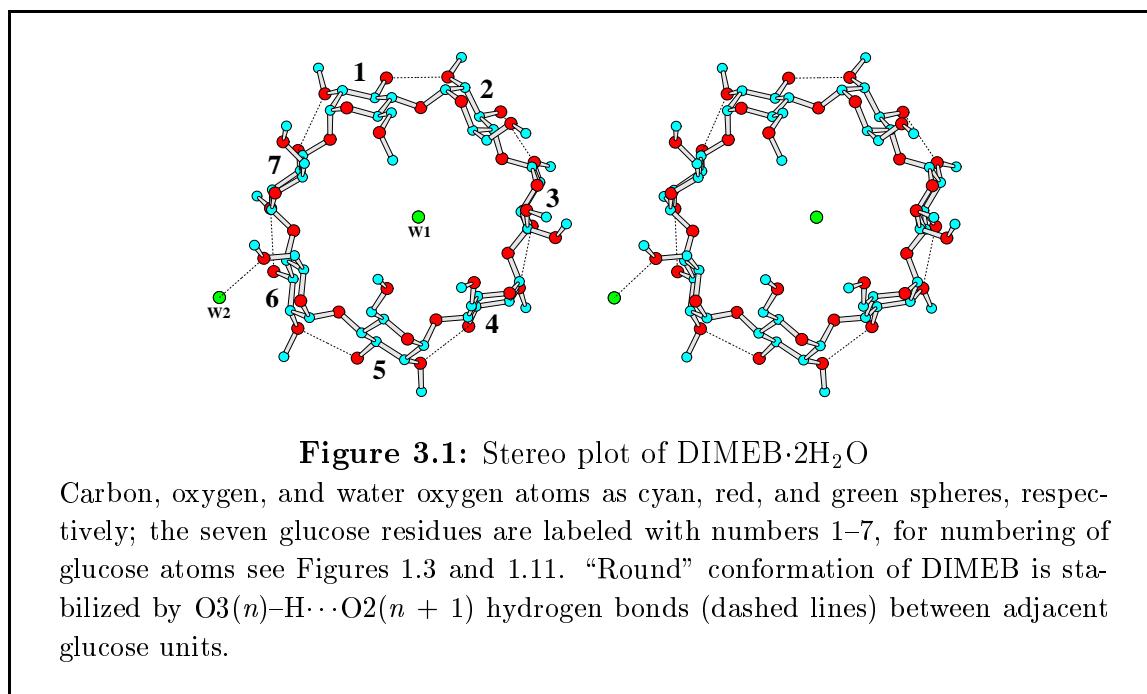 1
2
7
3
W1
6
W2
4
5
Figure 3.1: Stereo plot of DIMEB·2H₂O
Carbon, oxygen, and water oxygen atoms as cyan, red, and green spheres, respec-
tively; the seven glucose residues are labeled with numbers 1–7, for numbering of
glucose atoms see Figures 1.3 and 1.11. “Round” conformation of DIMEB is sta-
bilized by O3(n)–H···O2(n + 1) hydrogen bonds (dashed lines) between adjacent
glucose units.